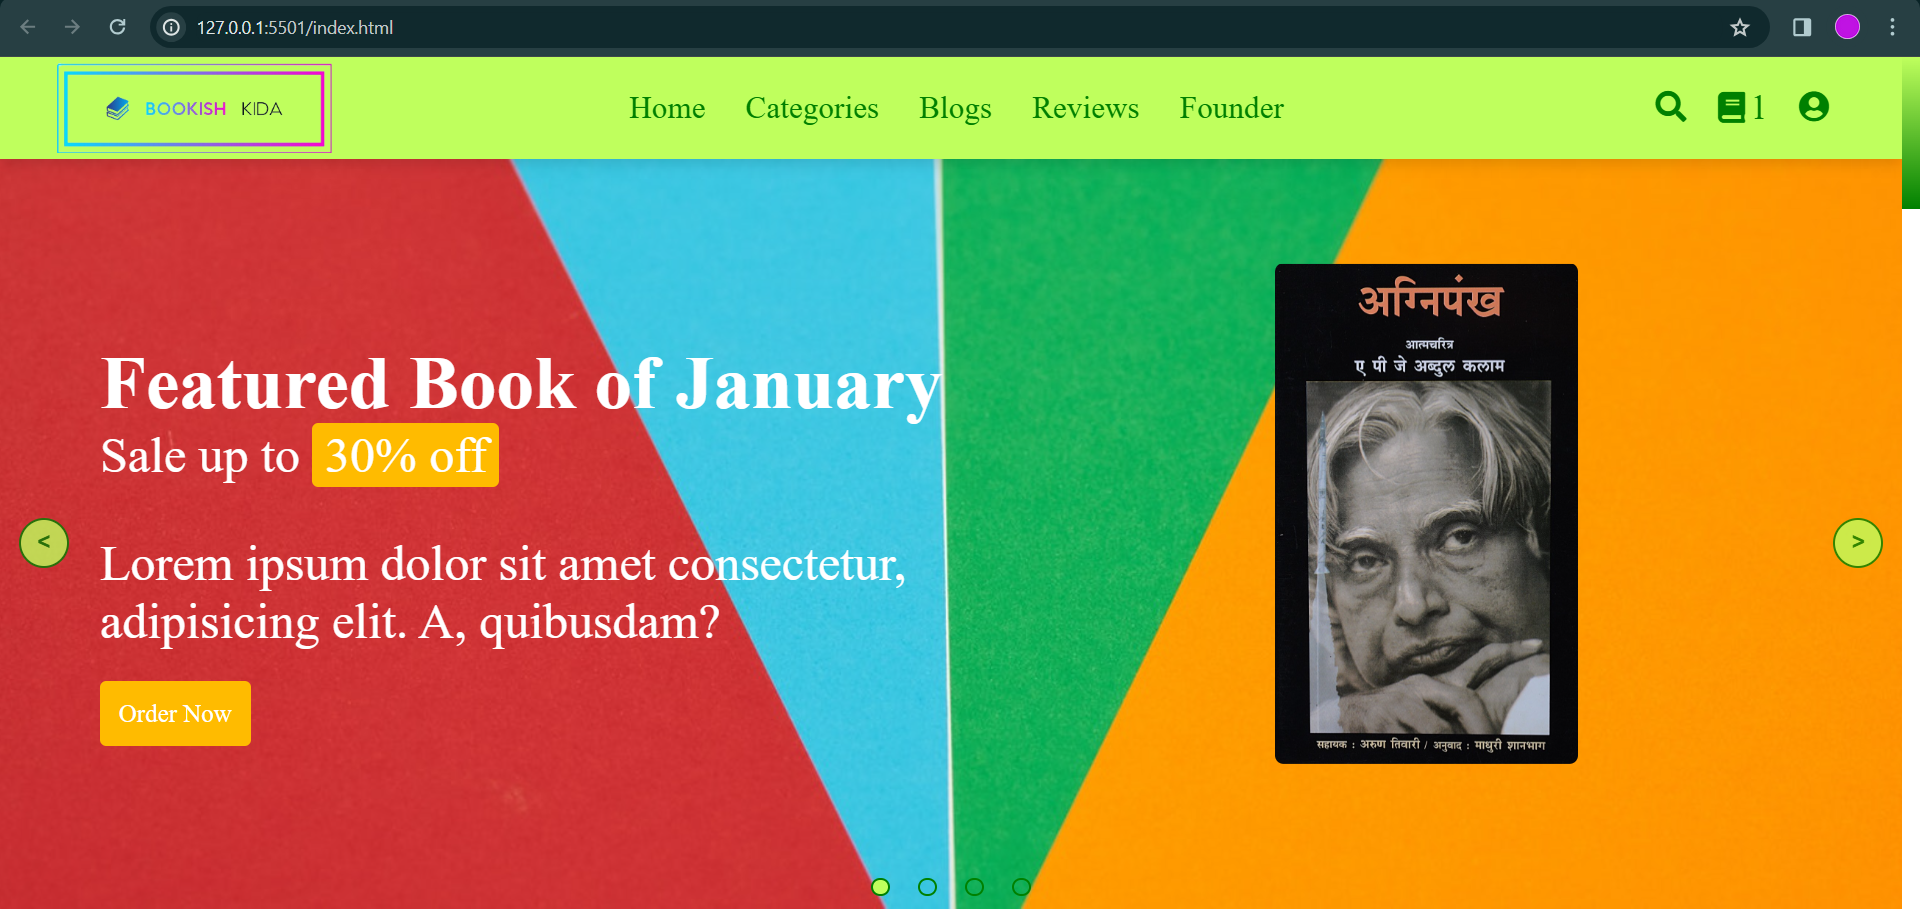 127.0.0.1:5501/index.html
BOOKISH KIDA
Home Categories Blogs Reviews Founder
1
Featured Book of January
Sale up to 30% off
Lorem ipsum dolor sit amet consectetur,
adipisicing elit. A, quibusdam?
Order Now
<
>
अग्निपंख
आत्मचरित्र
ए पी जे अब्दुल कलाम
सहायक : अरुण तिवारी / अनुवाद : माधुरी शानभाग